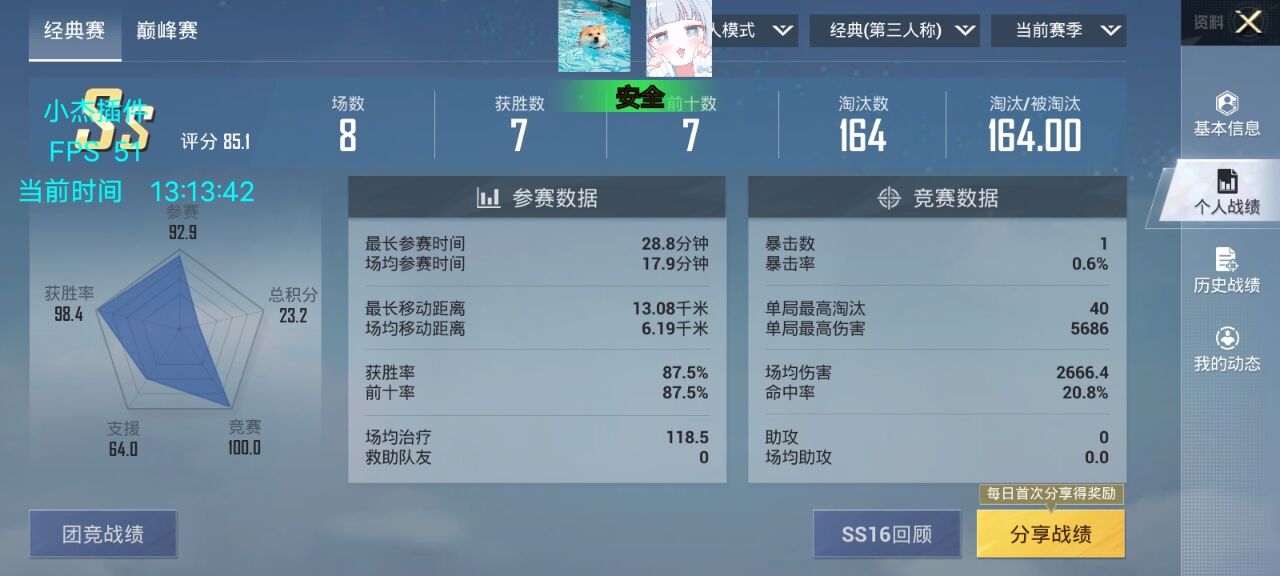 经典赛 巅峰赛 人模式 经典(第三人称) 当前赛季 资料
小杰插件
FPS 51
当前时间 13:13:42
Ss
评分 85.1
场数 8
获胜数 7
安全
前十数 7
淘汰数 164
淘汰/被淘汰 164.00
参赛 92.9
获胜率 98.4
总积分 23.2
支援 64.0
竞赛 100.0
参赛数据
最长参赛时间 28.8分钟
场均参赛时间 17.9分钟
最长移动距离 13.08千米
场均移动距离 6.19千米
获胜率 87.5%
前十率 87.5%
场均治疗 118.5
救助队友 0
竞赛数据
暴击数 1
暴击率 0.6%
单局最高淘汰 40
单局最高伤害 5686
场均伤害 2666.4
命中率 20.8%
助攻 0
场均助攻 0.0
基本信息
个人战绩
历史战绩
我的动态
团竞战绩
SS16回顾
每日首次分享得奖励
分享战绩